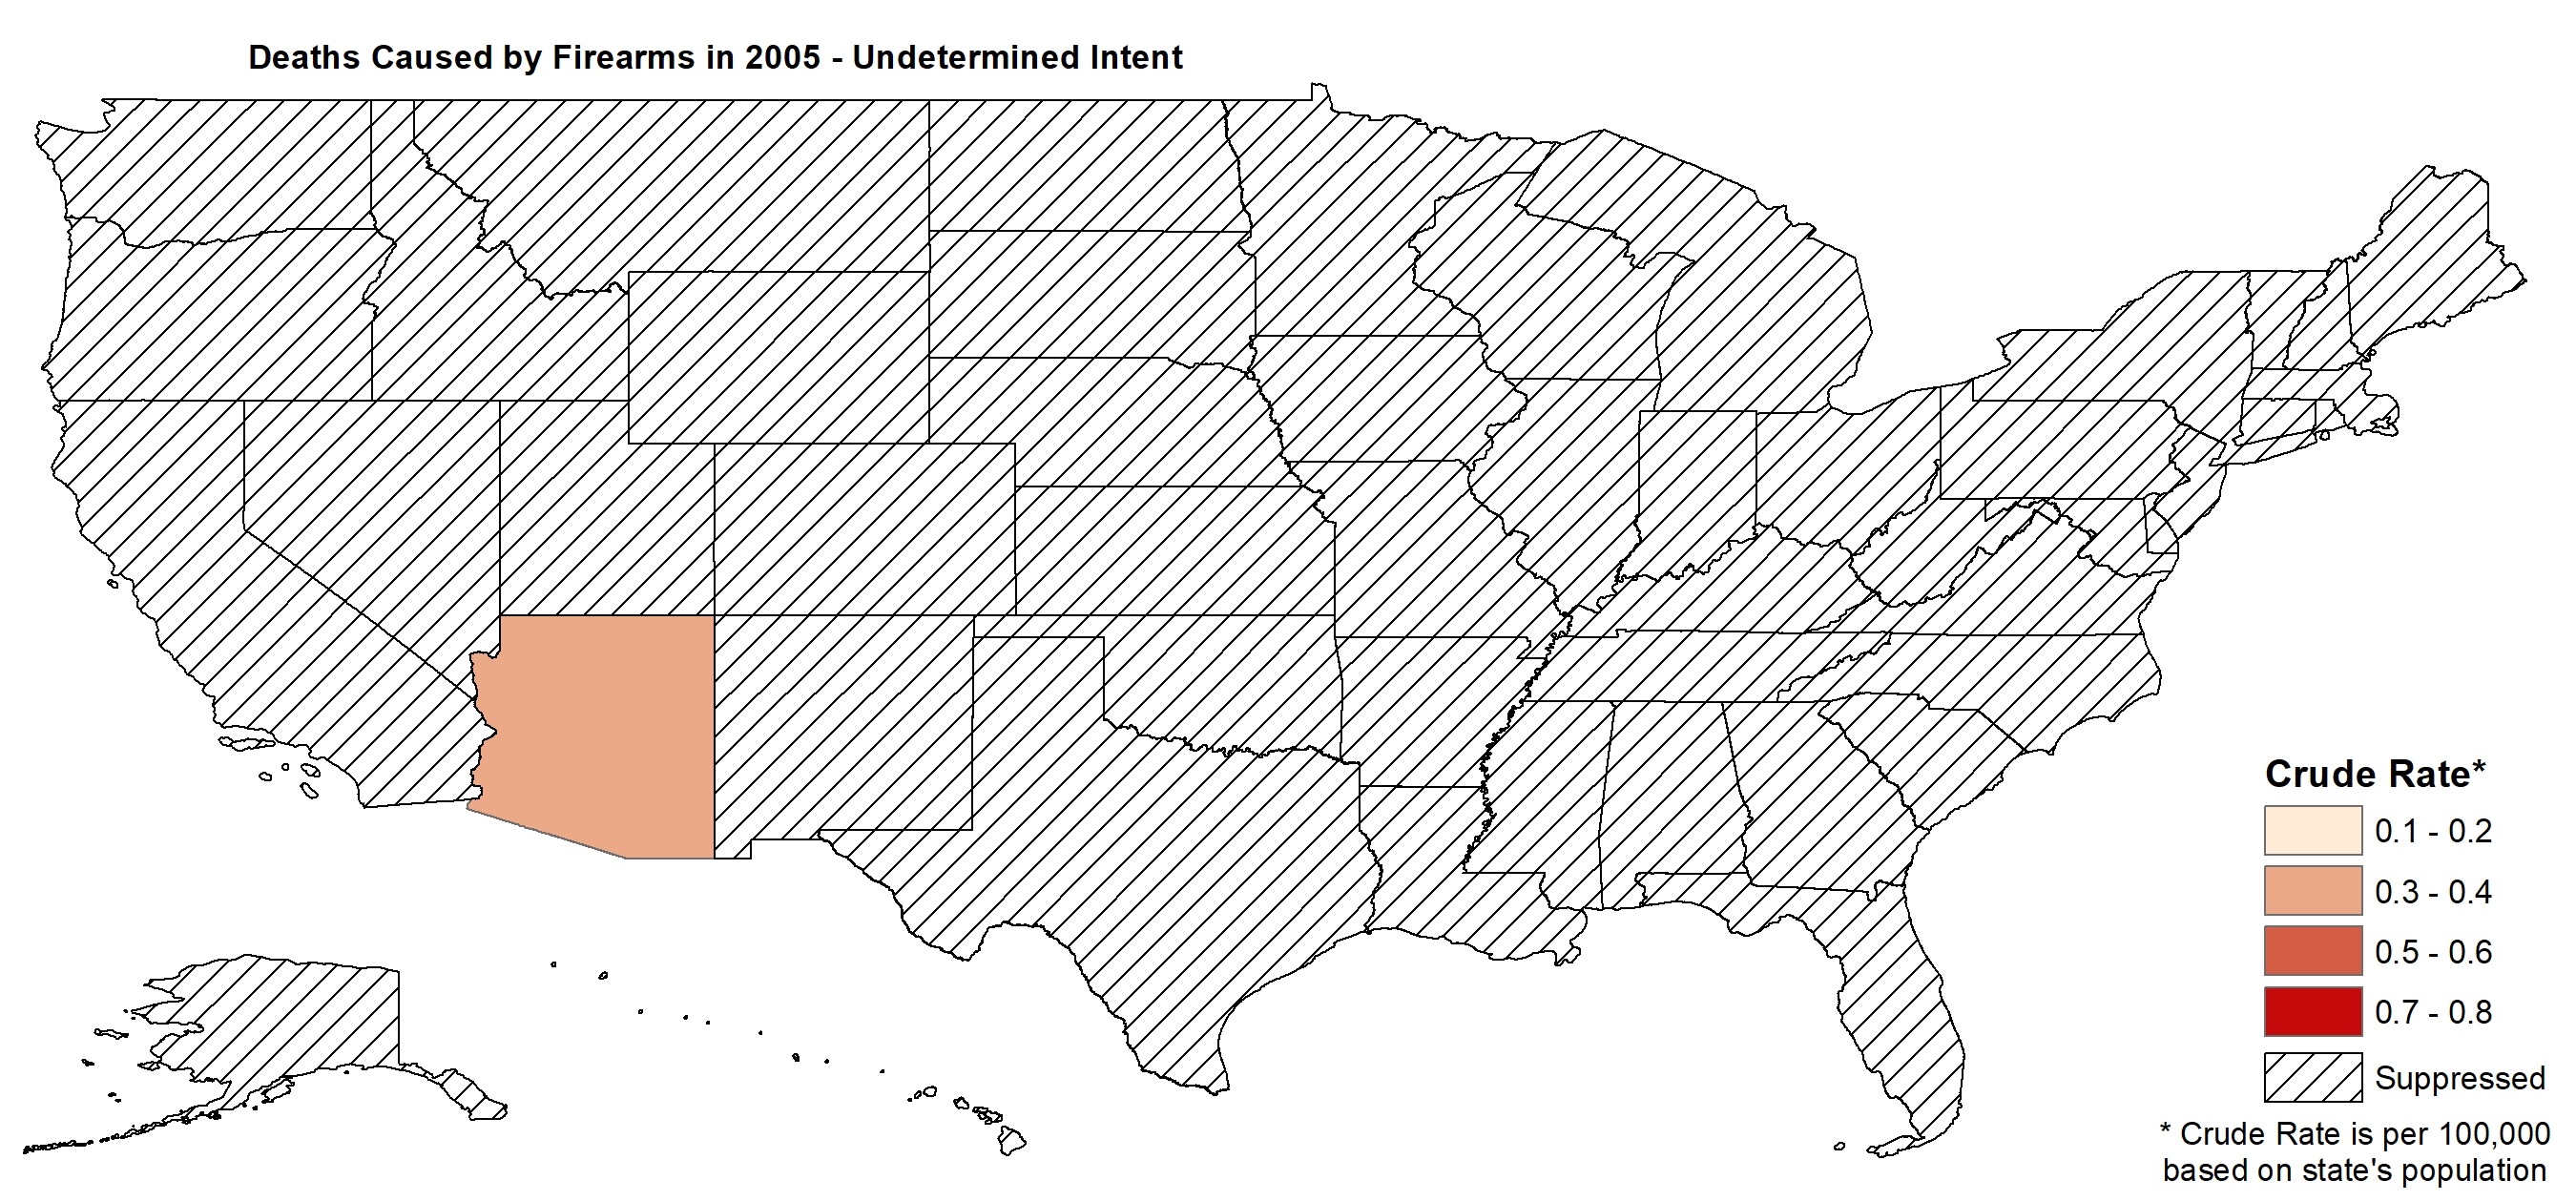 Deaths Caused by Firearms in 2005 - Undetermined Intent
Crude Rate*
0.1 - 0.2
0.3 - 0.4
0.5 - 0.6
0.7 - 0.8
Suppressed
* Crude Rate is per 100,000
based on state's population